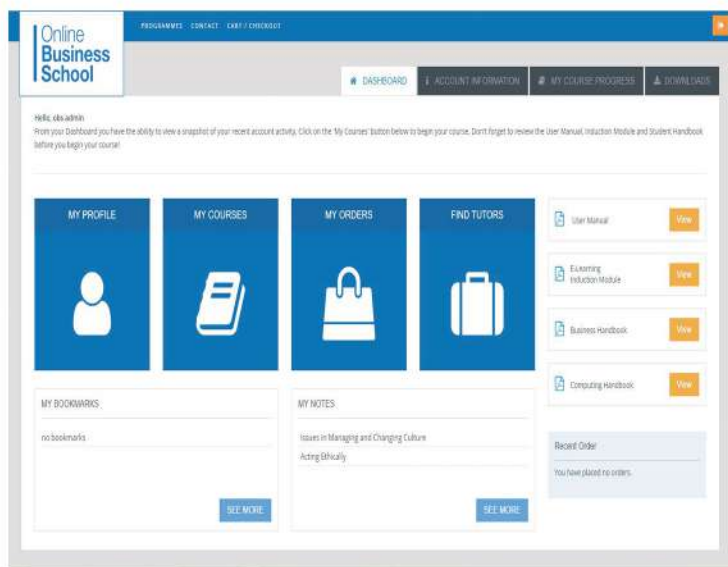 Online
Business
School
PROGRAMMES CONTACT CART / CHECKOUT
DASHBOARD
ACCOUNT INFORMATION
MY COURSE PROGRESS
DOWNLOADS
Hello, obs admin
From your Dashboard you have the ability to view a snapshot of your recent account activity. Click on the 'My Courses' button below to begin your course. Don't forget to review the User Manual, Induction Module and Student Handbook
before you begin your course!
MY PROFILE
MY COURSES
MY ORDERS
FIND TUTORS
User Manual
View
E-Learning
Induction Module
View
Business Handbook
View
Computing Handbook
View
MY BOOKMARKS
no bookmarks
SEE MORE
MY NOTES
Issues in Managing and Changing Culture
Acting Ethically
SEE MORE
Recent Order
You have placed no orders.